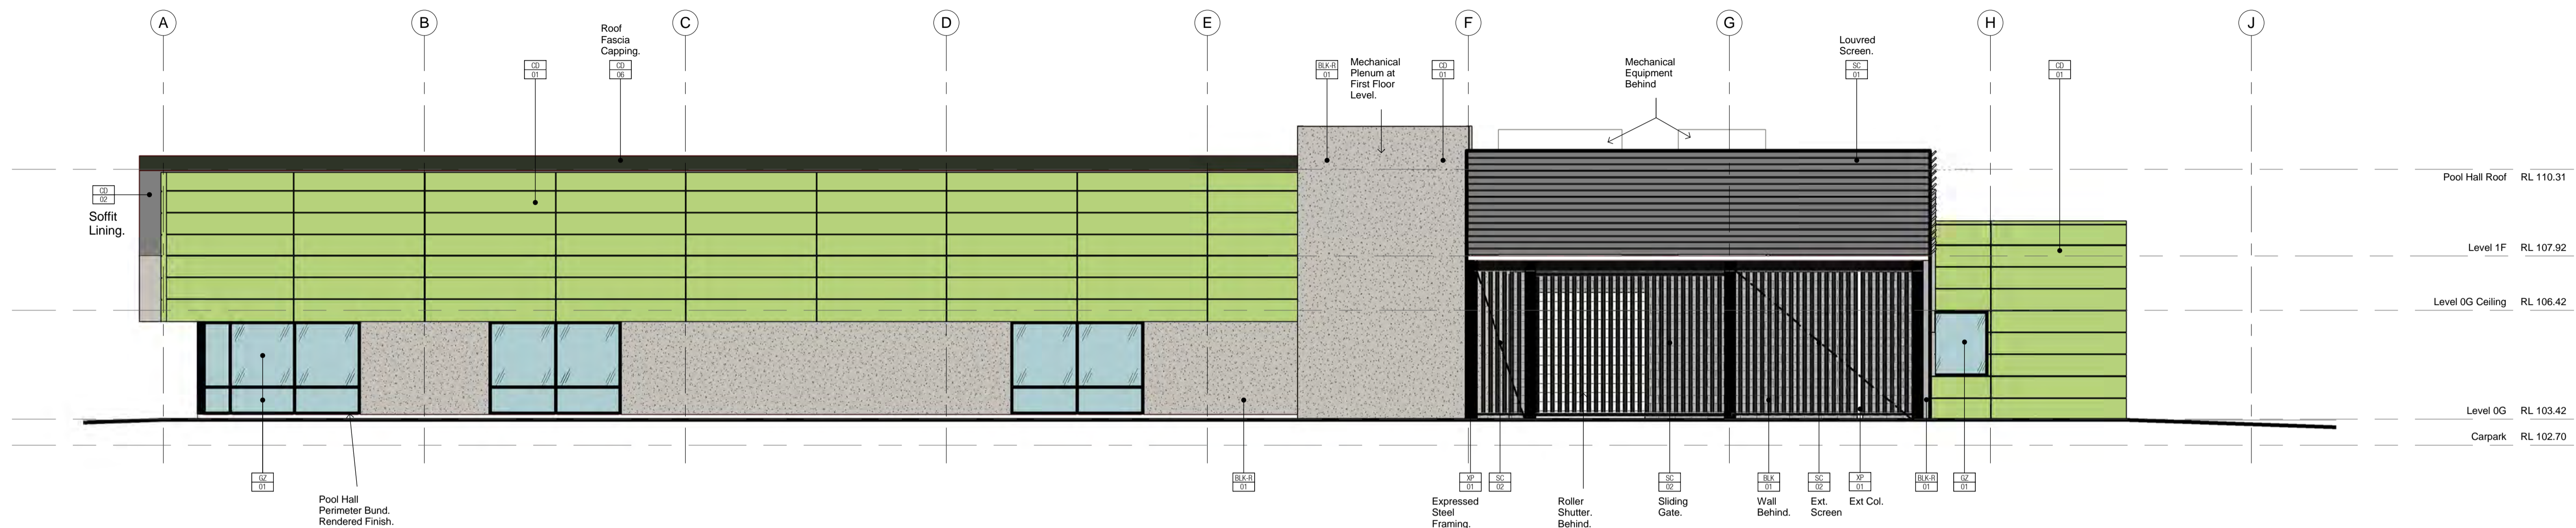 A
B
C
D
E
F
G
H
J
Roof
Fascia
Capping.
CD
01
CD
06
BLK-R
01
Mechanical
Plenum at
First Floor
Level.
CD
01
Mechanical
Equipment
Behind
Louvred
Screen.
SC
01
CD
01
CD
02
Soffit
Lining.
Pool Hall Roof RL 110.31
Level 1F RL 107.92
Level 0G Ceiling RL 106.42
Level 0G RL 103.42
Carpark RL 102.70
GZ
01
Pool Hall
Perimeter Bund.
Rendered Finish.
BLK-R
01
XP
01
Expressed
Steel
Framing.
SC
02
Roller
Shutter.
Behind.
SC
02
Sliding
Gate.
BLK
01
Wall
Behind.
SC
02
Ext.
Screen
XP
01
Ext Col.
BLK-R
01
GZ
01